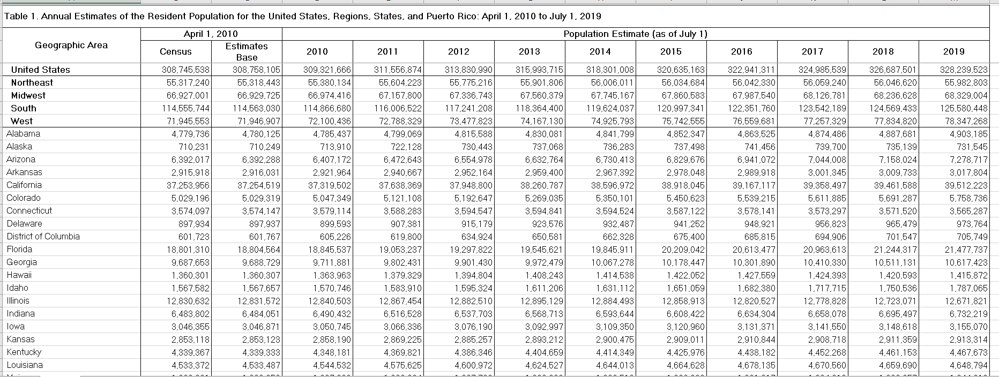 Table 1. Annual Estimates of the Resident Population for the United States, Regions, States, and Puerto Rico: April 1, 2010 to July 1, 2019
Geographic Area April 1, 2010 Population Estimate (as of July 1)
Census Estimates Base 2010 2011 2012 2013 2014 2015 2016 2017 2018 2019
United States 308,745,538 308,758,105 309,321,666 311,556,874 313,830,990 315,993,715 318,301,008 320,635,163 322,941,311 324,985,539 326,687,501 328,239,523
Northeast 55,317,240 55,318,443 55,380,134 55,604,223 55,775,216 55,901,806 56,006,011 56,034,684 56,042,330 56,059,240 56,046,620 55,982,803
Midwest 66,927,001 66,929,725 66,974,416 67,157,800 67,336,743 67,560,379 67,745,167 67,860,583 67,987,540 68,126,781 68,236,628 68,329,004
South 114,555,744 114,563,030 114,866,680 116,006,522 117,241,208 118,364,400 119,624,037 120,997,341 122,351,760 123,542,189 124,569,433 125,580,448
West 71,945,553 71,946,907 72,100,436 72,788,329 73,477,823 74,167,130 74,925,793 75,742,555 76,559,681 77,257,329 77,834,820 78,347,268
Alabama 4,779,736 4,780,125 4,785,437 4,799,069 4,815,588 4,830,081 4,841,799 4,852,347 4,863,525 4,874,486 4,887,681 4,903,185
Alaska 710,231 710,249 713,910 722,128 730,443 737,068 736,283 737,498 741,456 739,700 735,139 731,545
Arizona 6,392,017 6,392,288 6,407,172 6,472,643 6,554,978 6,632,764 6,730,413 6,829,676 6,941,072 7,044,008 7,158,024 7,278,717
Arkansas 2,915,918 2,916,031 2,921,964 2,940,667 2,952,164 2,959,400 2,967,392 2,978,048 2,989,918 3,001,345 3,009,733 3,017,804
California 37,253,956 37,254,519 37,319,502 37,638,369 37,948,800 38,260,787 38,596,972 38,918,045 39,167,117 39,358,497 39,461,588 39,512,223
Colorado 5,029,196 5,029,319 5,047,349 5,121,108 5,192,647 5,269,035 5,350,101 5,450,623 5,539,215 5,611,885 5,691,287 5,758,736
Connecticut 3,574,097 3,574,147 3,579,114 3,588,283 3,594,547 3,594,841 3,594,524 3,587,122 3,578,141 3,573,297 3,571,520 3,565,287
Delaware 897,934 897,937 899,593 907,381 915,179 923,576 932,487 941,252 948,921 956,823 965,479 973,764
District of Columbia 601,723 601,767 605,226 619,800 634,924 650,581 662,328 675,400 685,815 694,906 701,547 705,749
Florida 18,801,310 18,804,564 18,845,537 19,053,237 19,297,822 19,545,621 19,845,911 20,209,042 20,613,477 20,963,613 21,244,317 21,477,737
Georgia 9,687,653 9,688,729 9,711,881 9,802,431 9,901,430 9,972,479 10,067,278 10,178,447 10,301,890 10,410,330 10,511,131 10,617,423
Hawaii 1,360,301 1,360,307 1,363,963 1,379,329 1,394,804 1,408,243 1,414,538 1,422,052 1,427,559 1,424,393 1,420,593 1,415,872
Idaho 1,567,582 1,567,657 1,570,746 1,583,910 1,595,324 1,611,206 1,631,112 1,651,059 1,682,380 1,717,715 1,750,536 1,787,065
Illinois 12,830,632 12,831,572 12,840,503 12,867,454 12,882,510 12,895,129 12,884,493 12,858,913 12,820,527 12,778,828 12,723,071 12,671,821
Indiana 6,483,802 6,484,051 6,490,432 6,516,528 6,537,703 6,568,713 6,593,644 6,608,422 6,634,304 6,658,078 6,695,497 6,732,219
Iowa 3,046,355 3,046,871 3,050,745 3,066,336 3,076,190 3,092,997 3,109,350 3,120,960 3,131,371 3,141,550 3,148,618 3,155,070
Kansas 2,853,118 2,853,123 2,858,190 2,869,225 2,885,257 2,893,212 2,900,475 2,909,011 2,910,844 2,908,718 2,911,359 2,913,314
Kentucky 4,339,367 4,339,333 4,348,181 4,369,821 4,386,346 4,404,659 4,414,349 4,425,976 4,438,182 4,452,268 4,461,153 4,467,673
Louisiana 4,533,372 4,533,487 4,544,532 4,575,625 4,600,972 4,624,527 4,644,013 4,664,628 4,678,135 4,670,560 4,659,690 4,648,794